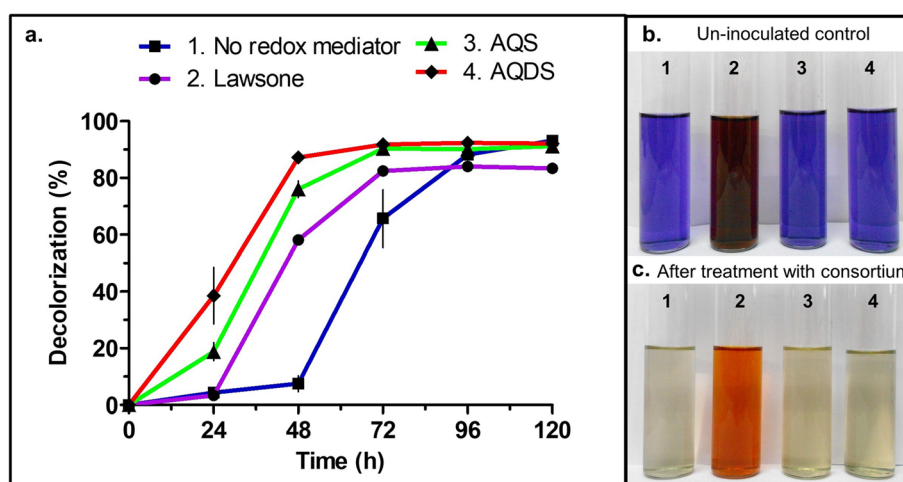 a.
1. No redox mediator
2. Lawsone
3. AQS
4. AQDS
Decolorization (%)
100
80
60
40
20
0
0 24 48 72 96 120
Time (h)
b. Un-inoculated control
1 2 3 4
c. After treatment with consortium
1 2 3 4